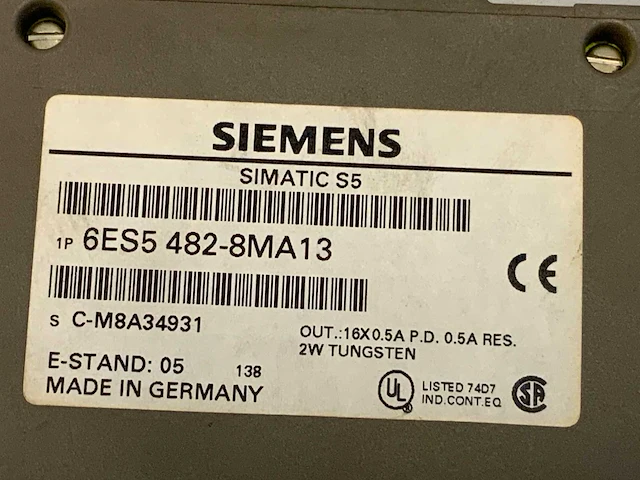 SIEMENS
SIMATIC S5
1P 6ES5 482-8MA13
S C-M8A34931
OUT.:16X0.5A P.D. 0.5A RES.
2W TUNGSTEN
E-STAND: 05 138
MADE IN GERMANY
CE
UL
LISTED 74D7
IND.CONT.EQ
SA